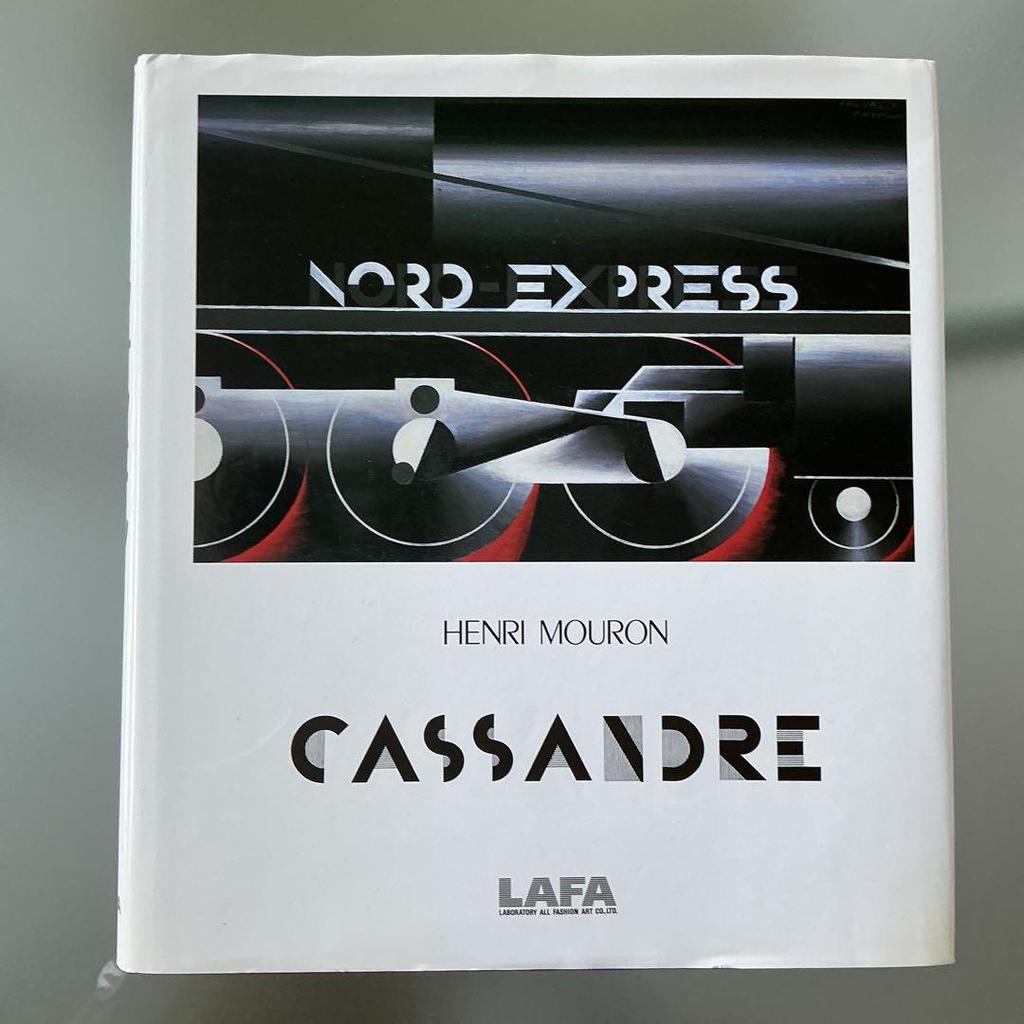 NORD-EXPRESS
HENRI MOURON
CASSANDRE
LAFA
LABORATORY ALL FASHION ART CO.,LTD.